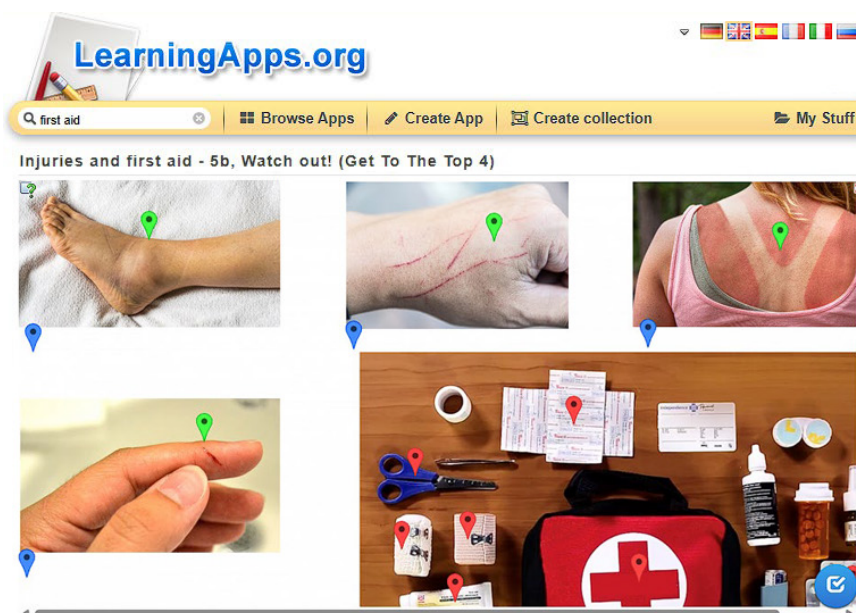 LearningApps.org
first aid
Browse Apps
Create App
Create collection
My Stuff
Injuries and first aid - 5b, Watch out! (Get To The Top 4)